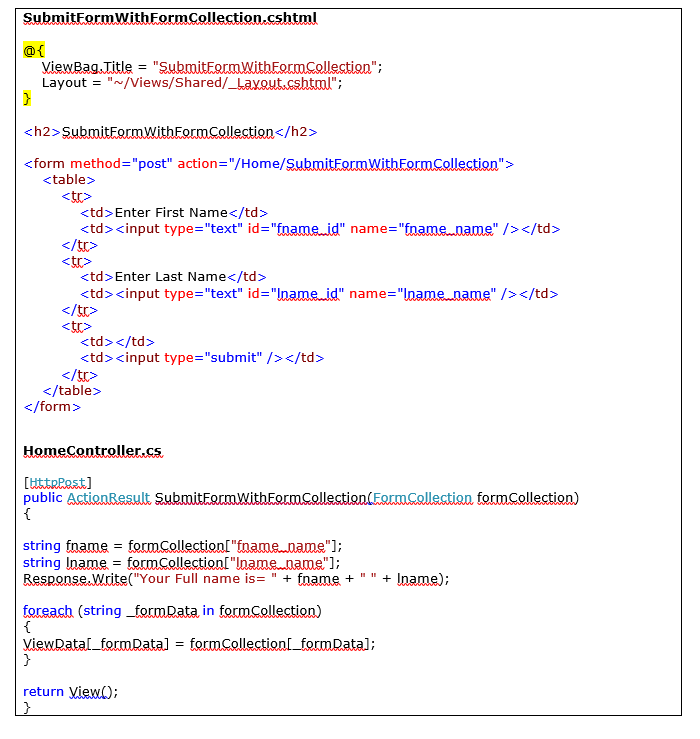 SubmitFormWithFormCollection.cshtml
@{
ViewBag.Title = "SubmitFormWithFormCollection";
Layout = "~/Views/Shared/_Layout.cshtml";
}
<h2>SubmitFormWithFormCollection</h2>
<form method="post" action="/Home/SubmitFormWithFormCollection">
<table>
<tr>
<td>Enter First Name</td>
<td><input type="text" id="fname_id" name="fname_name" /></td>
</tr>
<tr>
<td>Enter Last Name</td>
<td><input type="text" id="lname_id" name="lname_name" /></td>
</tr>
<tr>
<td></td>
<td><input type="submit" /></td>
</tr>
</table>
</form>
HomeController.cs
[HttpPost]
public ActionResult SubmitFormWithFormCollection(FormCollection formCollection)
{
string fname = formCollection["fname_name"];
string lname = formCollection["lname_name"];
Response.Write("Your Full name is= " + fname + " " + lname);
foreach (string _formData in formCollection)
{
ViewData[_formData] = formCollection[_formData];
}
return View();
}